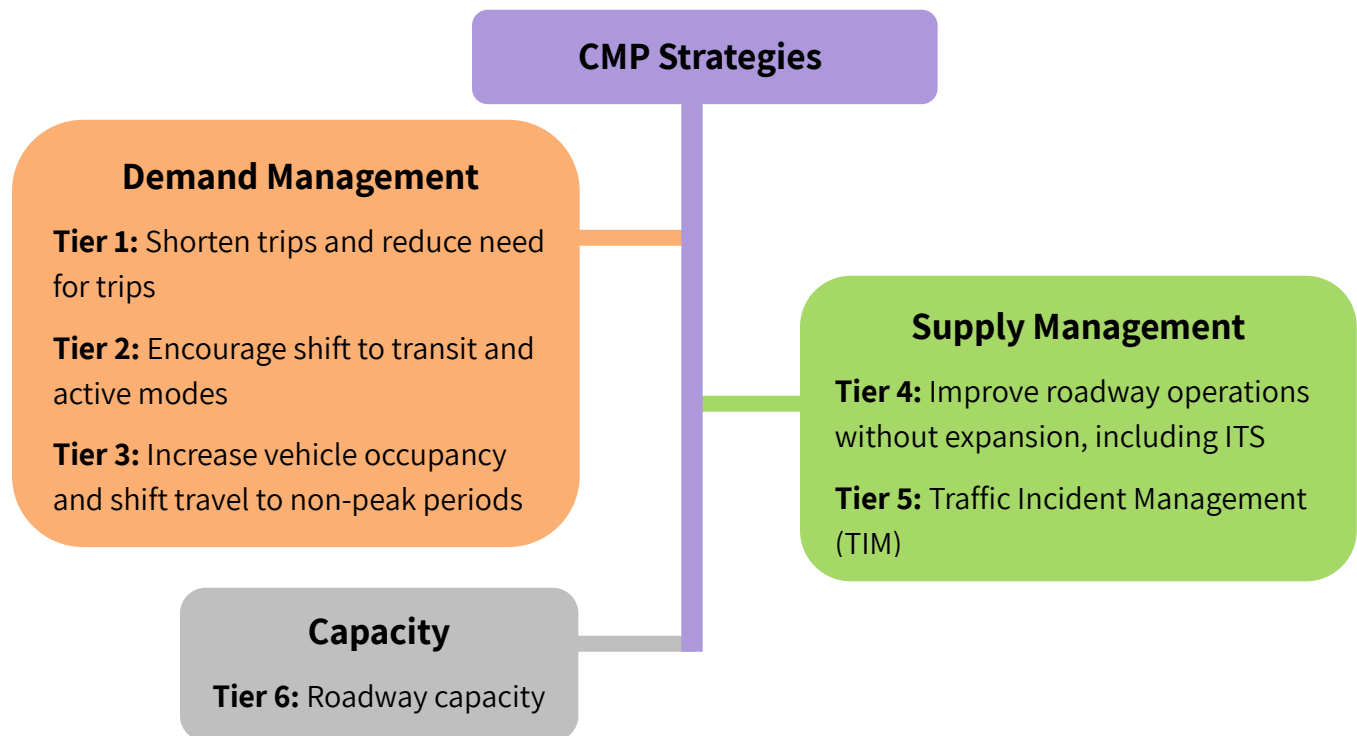 CMP Strategies
Demand Management
Tier 1: Shorten trips and reduce need
for trips
Tier 2: Encourage shift to transit and
active modes
Tier 3: Increase vehicle occupancy
and shift travel to non-peak periods
Supply Management
Tier 4: Improve roadway operations
without expansion, including ITS
Tier 5: Traffic Incident Management
(TIM)
Capacity
Tier 6: Roadway capacity